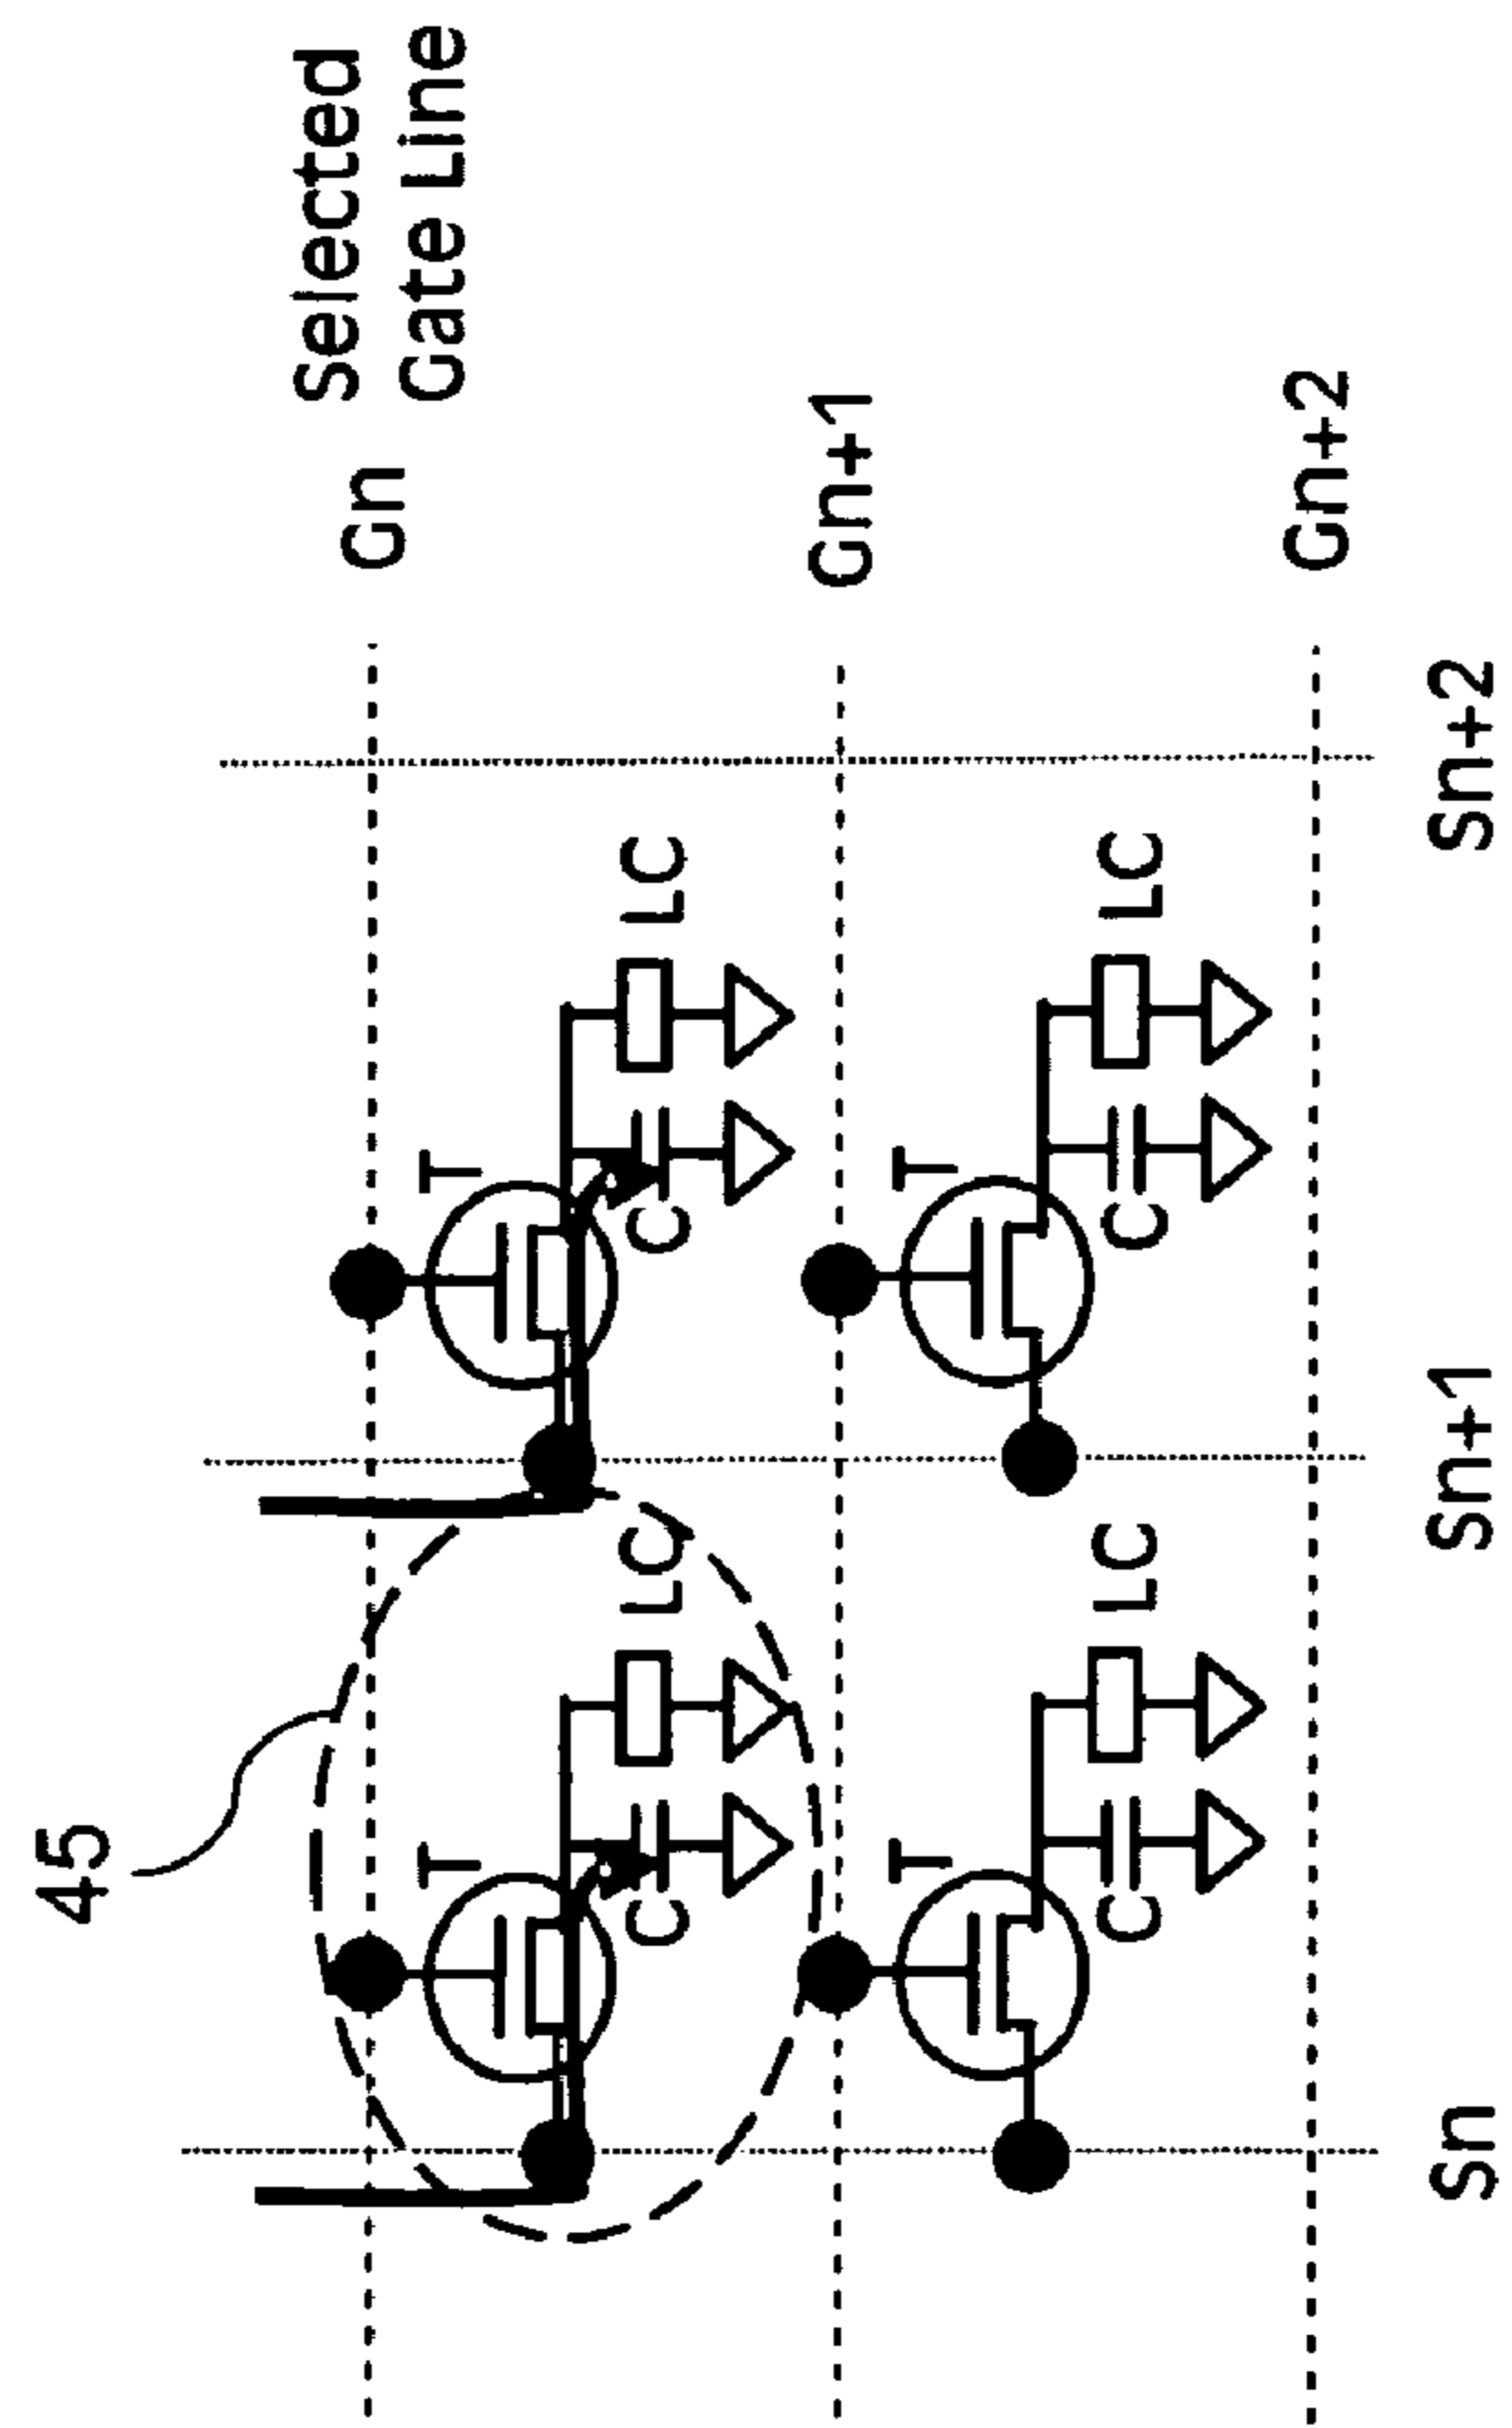 45
Gn Selected
Gate Line
T T
C LC C LC
Gn+1
T T
C LC C LC
Gn+2
Sn Sn+1 Sn+2